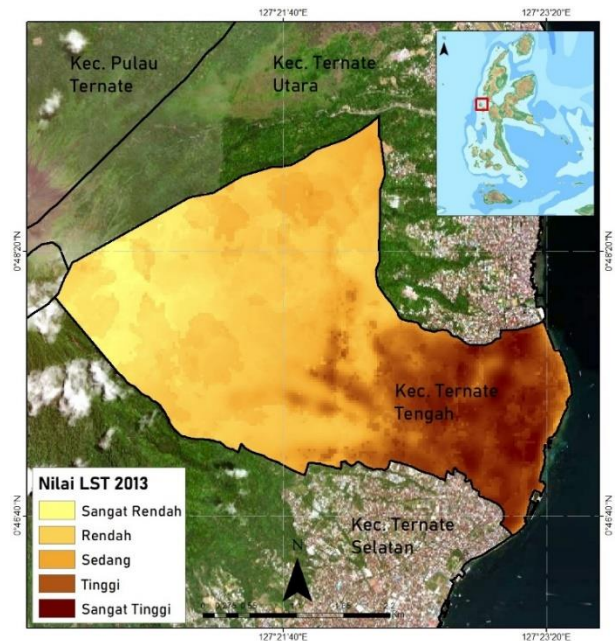 127°21'40"E
127°23'20"E
Kec. Pulau
Ternate
Kec. Ternate
Utara
N
0°48'20"N
0°48'20"N
Kec. Ternate
Tengah
Nilai LST 2013
Sangat Rendah
Rendah
Sedang
Tinggi
Sangat Tinggi
0°46'40"N
0°46'40"N
Kec. Ternate
Selatan
N
127°21'40"E
127°23'20"E